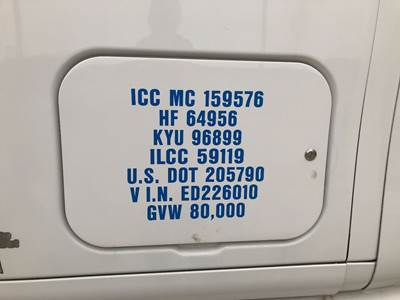 ICC MC 159576
HF 64956
KYU 96899
ILCC 59119
U.S. DOT 205790
V I.N. ED226010
GVW 80,000